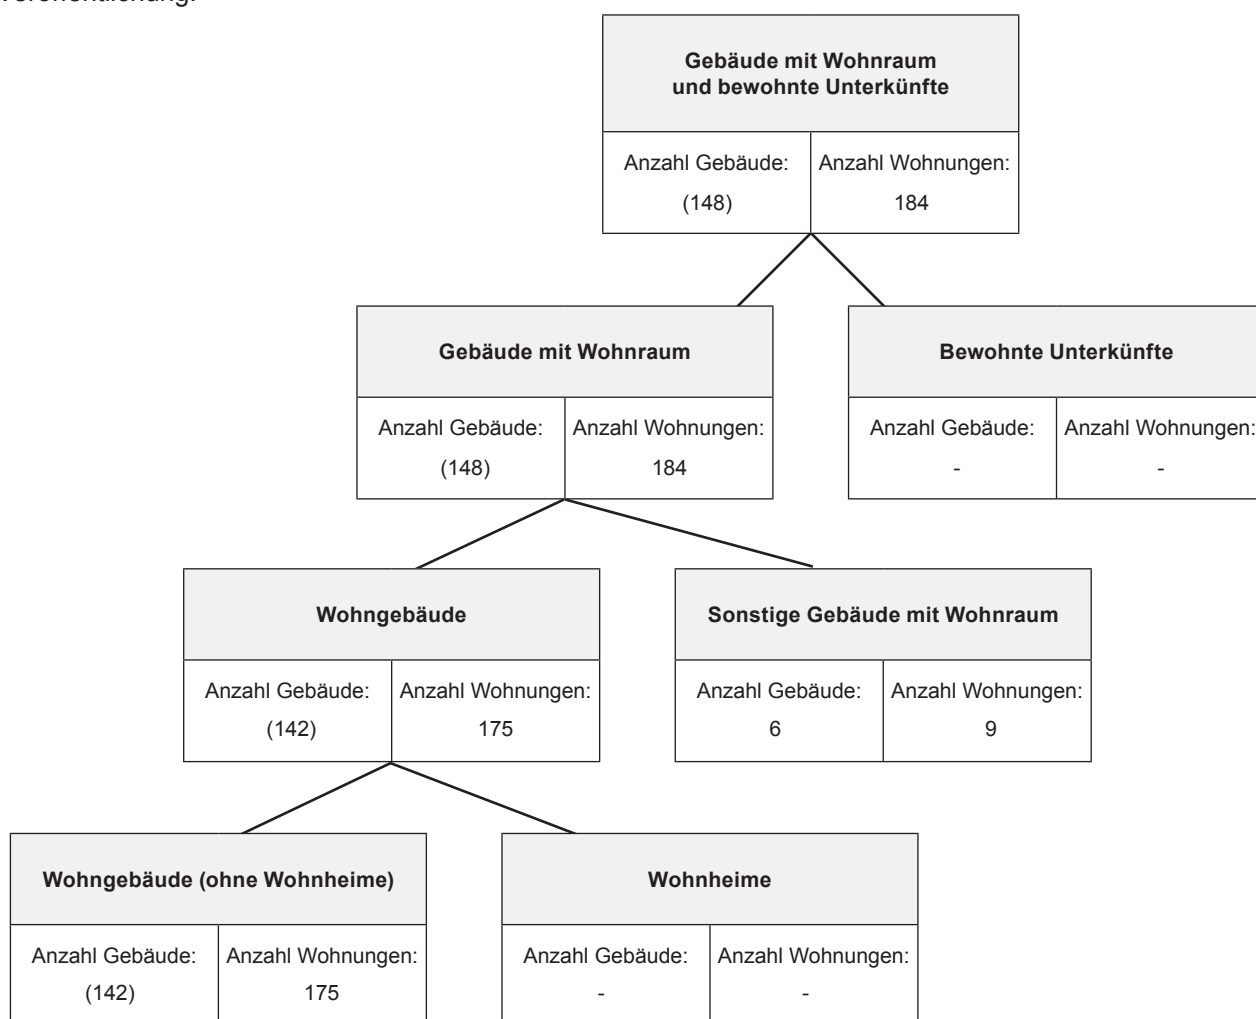 Veröffentlichung.
Gebäude mit Wohnraum
und bewohnte Unterkünfte
Anzahl Gebäude: Anzahl Wohnungen:
(148) 184
Gebäude mit Wohnraum Bewohnte Unterkünfte
Anzahl Gebäude: Anzahl Wohnungen: Anzahl Gebäude: Anzahl Wohnungen:
(148) 184 - -
Wohngebäude Sonstige Gebäude mit Wohnraum
Anzahl Gebäude: Anzahl Wohnungen: Anzahl Gebäude: Anzahl Wohnungen:
(142) 175 6 9
Wohngebäude (ohne Wohnheime) Wohnheime
Anzahl Gebäude: Anzahl Wohnungen: Anzahl Gebäude: Anzahl Wohnungen:
(142) 175 - -